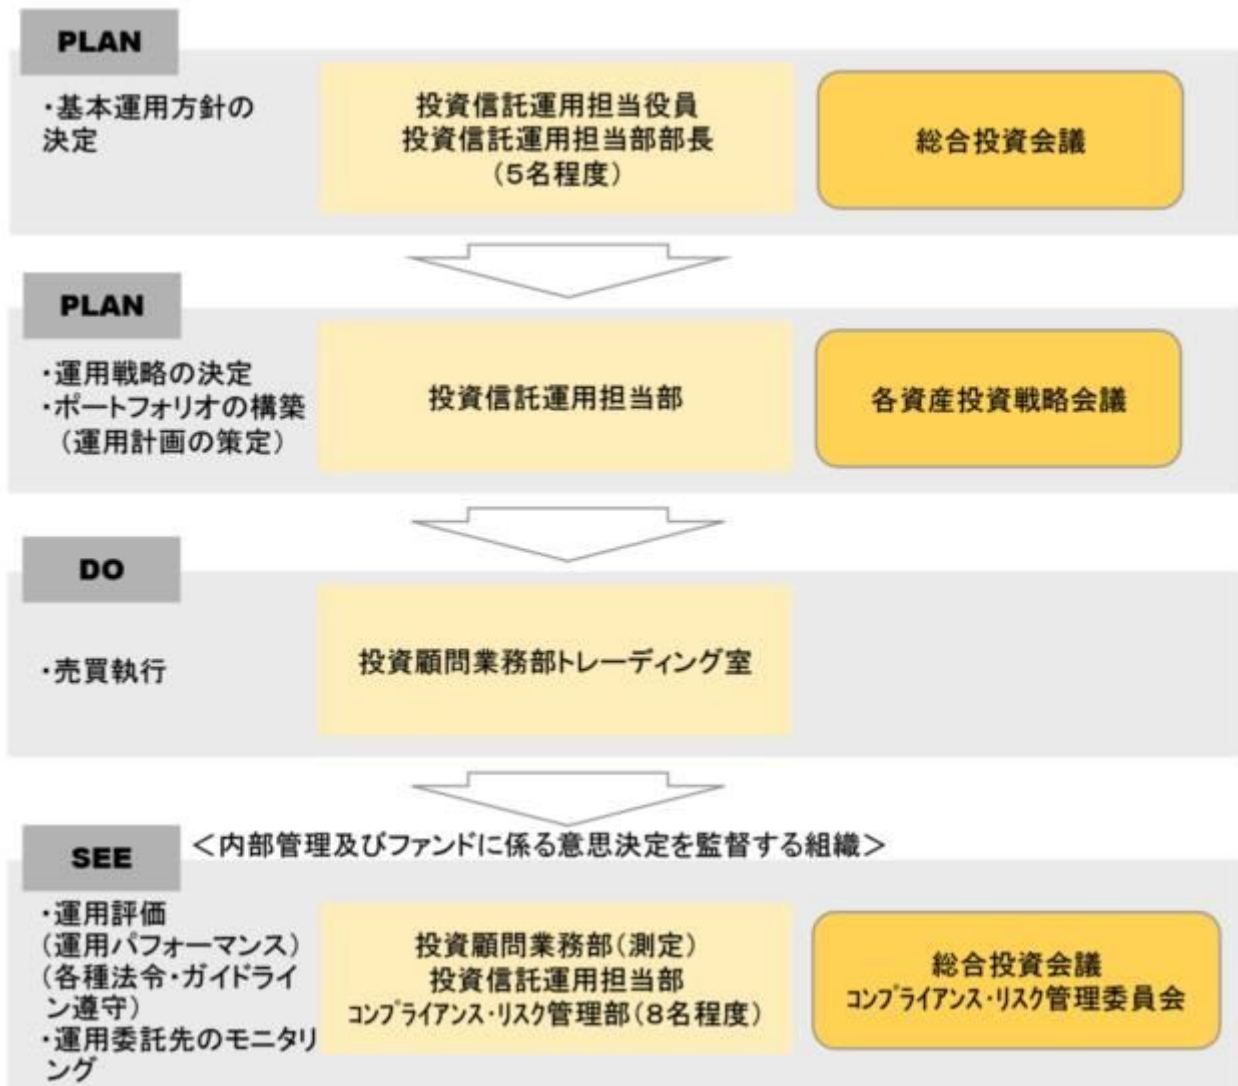 PLAN
・基本運用方針の
決定
投資信託運用担当役員
投資信託運用担当部部長
(5名程度)
総合投資会議
PLAN
・運用戦略の決定
・ポートフォリオの構築
(運用計画の策定)
投資信託運用担当部
各資産投資戦略会議
DO
・売買執行
投資顧問業務部トレーディング室
SEE
＜内部管理及びファンドに係る意思決定を監督する組織＞
・運用評価
(運用パフォーマンス)
(各種法令・ガイドライ
ン遵守)
・運用委託先のモニタリ
ング
投資顧問業務部(測定)
投資信託運用担当部
ｺﾝﾌﾟﾗｲｱﾝｽ・ﾘｽｸ管理部(8名程度)
総合投資会議
ｺﾝﾌﾟﾗｲｱﾝｽ・ﾘｽｸ管理委員会